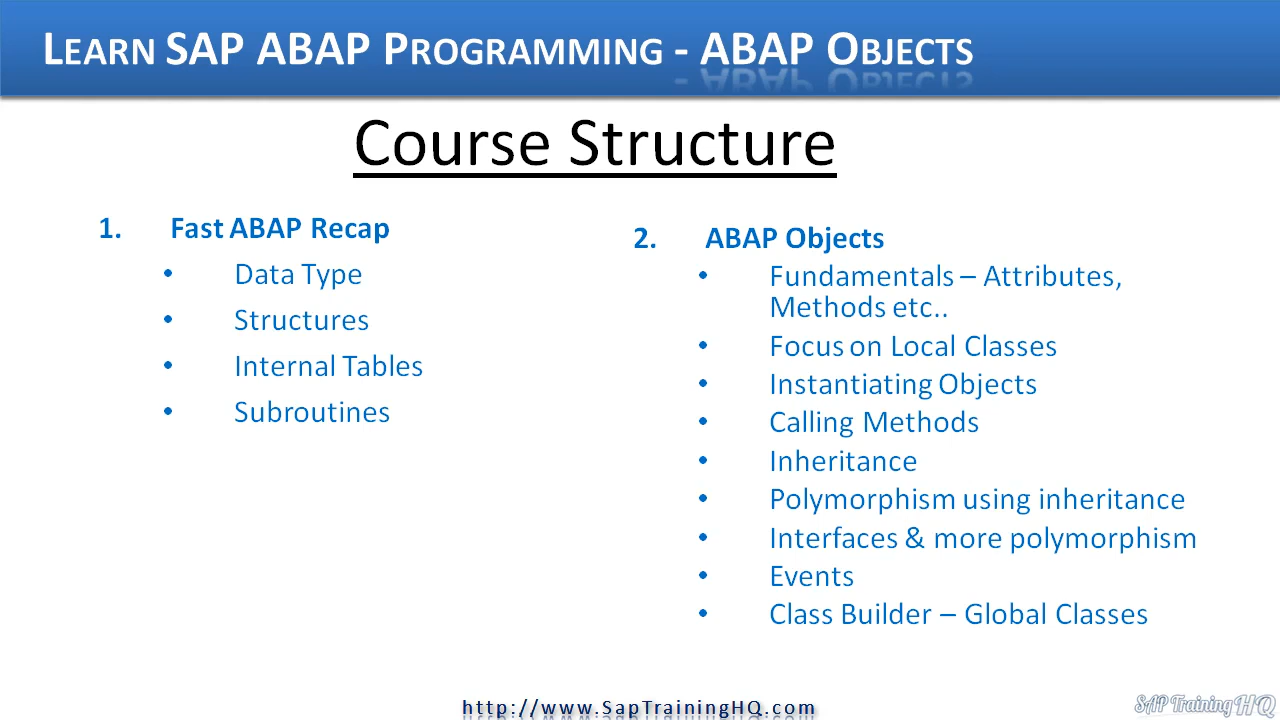 LEARN SAP ABAP PROGRAMMING - ABAP OBJECTS
Course Structure
1. Fast ABAP Recap
• Data Type
• Structures
• Internal Tables
• Subroutines
2. ABAP Objects
• Fundamentals – Attributes,
Methods etc..
• Focus on Local Classes
• Instantiating Objects
• Calling Methods
• Inheritance
• Polymorphism using inheritance
• Interfaces & more polymorphism
• Events
• Class Builder – Global Classes
http://www.SapTrainingHQ.com
SAP Training HQ